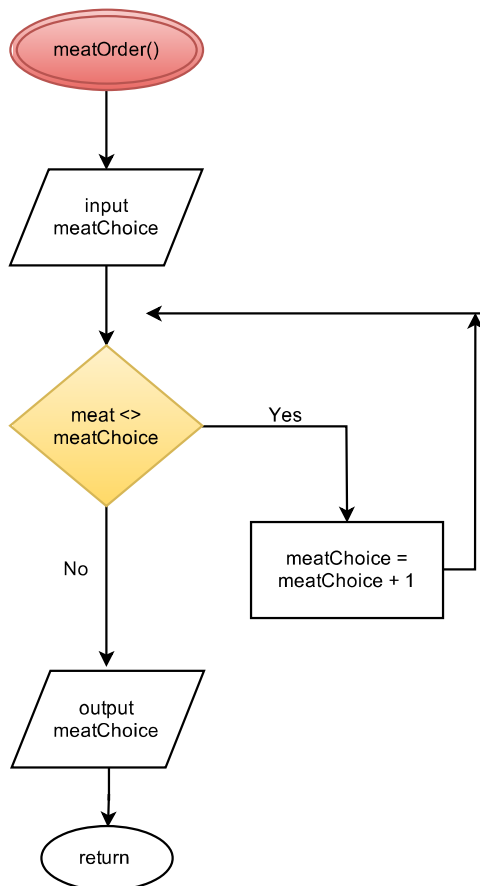 meatOrder()
input
meatChoice
meat <>
meatChoice
Yes
meatChoice =
meatChoice + 1
No
output
meatChoice
return